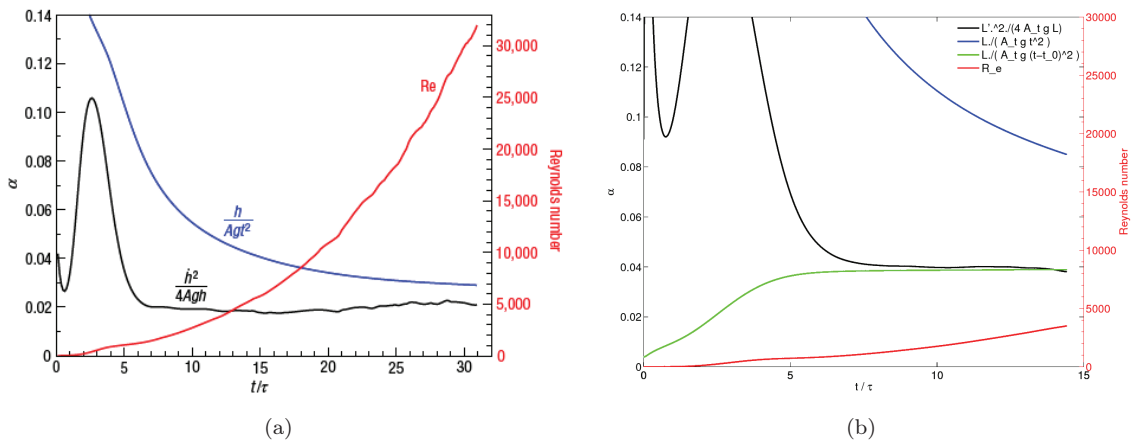 0.14
0.12
0.10
0.08
0.06
0.04
0.02
0
α
0
5
10
15
20
25
30
t/τ
30,000
25,000
20,000
15,000
10,000
5,000
0
Reynolds number
Re
h
Agt²
ḣ²
4Agh
(a)
0.14
0.12
0.1
0.08
0.06
0.04
0.02
0
α
0
5
10
15
t / τ
30000
25000
20000
15000
10000
5000
0
Reynolds number
L'.^2./(4 A_t g L)
L./( A_t g t^2 )
L./( A_t g (t−t_0)^2 )
R_e
(b)